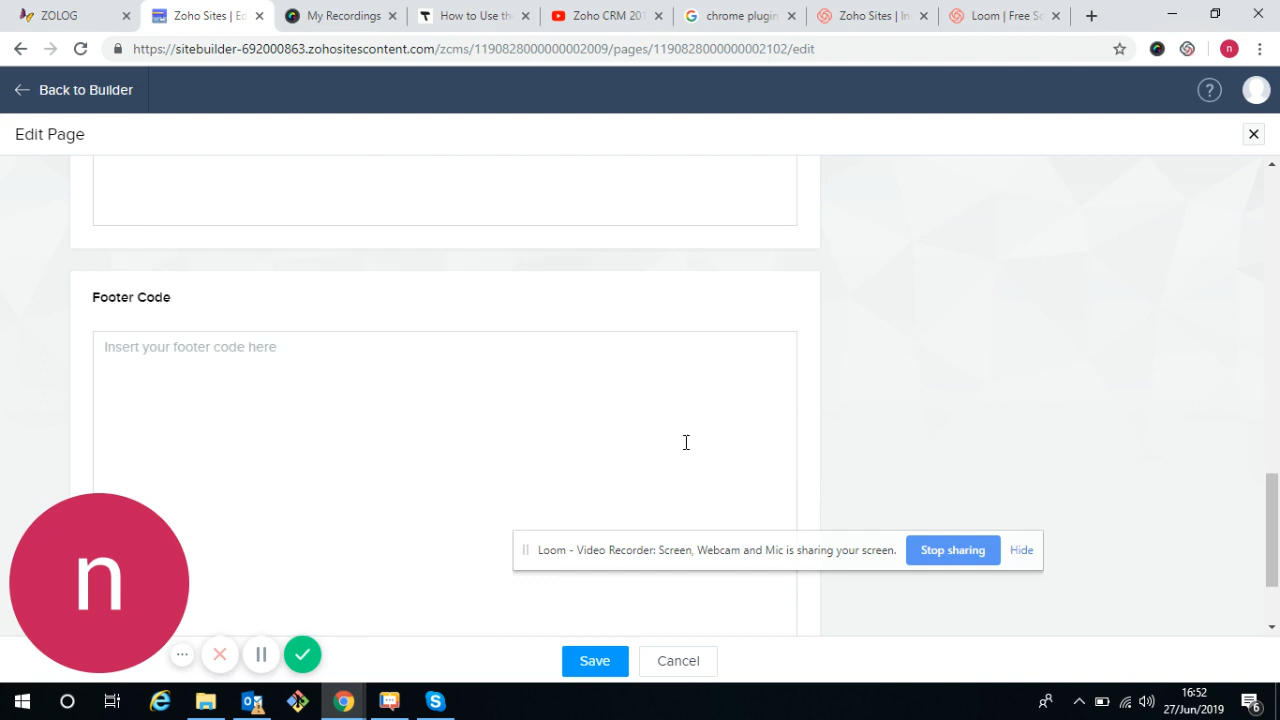 ZOLOG
Zoho Sites | Ed
My Recordings
How to Use th
Zoho CRM 201
chrome plugin
Zoho Sites | In
Loom | Free Sc
https://sitebuilder-692000863.zohositescontent.com/zcms/1190828000000002009/pages/1190828000000002102/edit
n
Back to Builder
?
Edit Page
Footer Code
Insert your footer code here
n
Loom - Video Recorder: Screen, Webcam and Mic is sharing your screen.
Stop sharing
Hide
Save
Cancel
16:52
27/Jun/2019
6